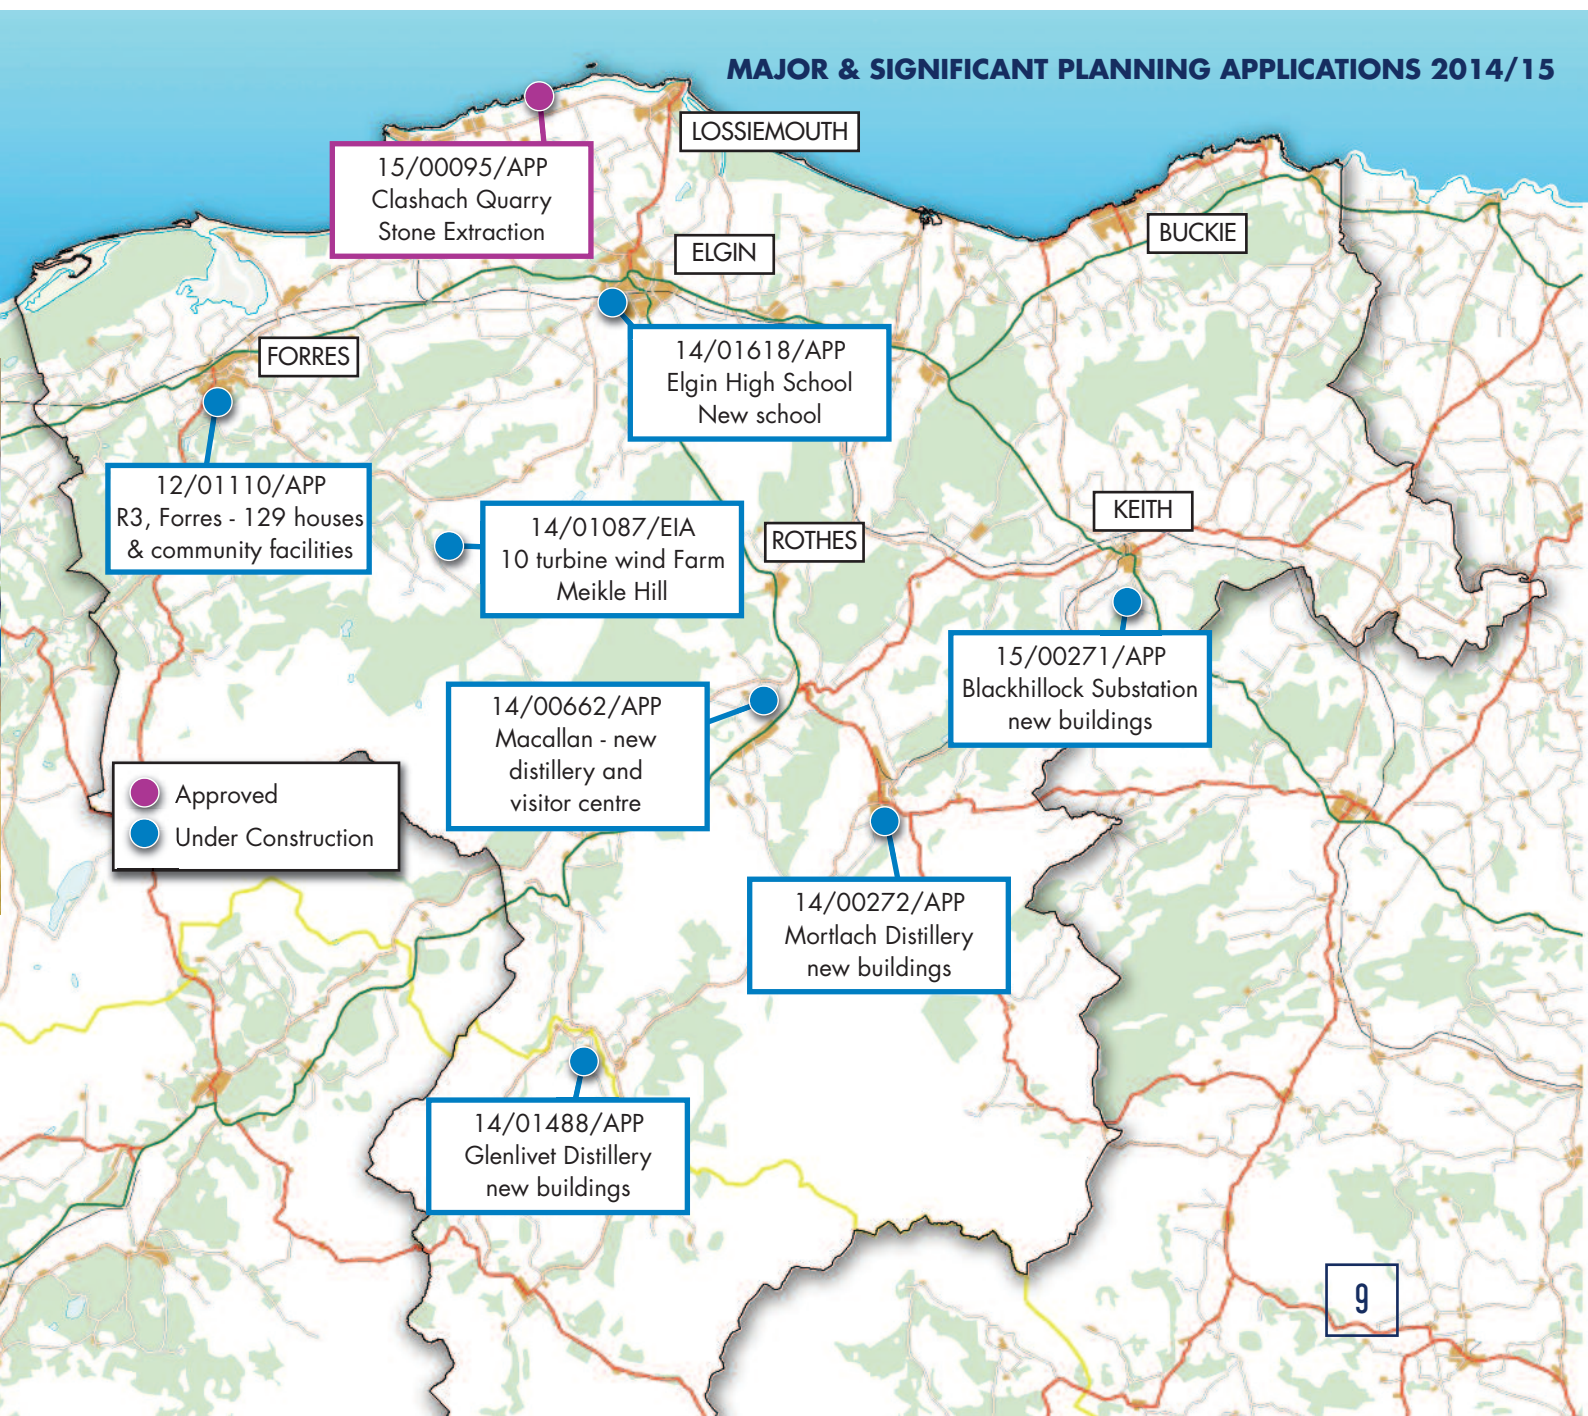 MAJOR & SIGNIFICANT PLANNING APPLICATIONS 2014/15
LOSSIEMOUTH
15/00095/APP
Clashach Quarry
Stone Extraction
BUCKIE
ELGIN
FORRES
14/01618/APP
Elgin High School
New school
12/01110/APP
R3, Forres - 129 houses
& community facilities
14/01087/EIA
10 turbine wind Farm
Meikle Hill
ROTHES
KEITH
15/00271/APP
Blackhillock Substation
new buildings
14/00662/APP
Macallan - new
distillery and
visitor centre
Approved
Under Construction
14/00272/APP
Mortlach Distillery
new buildings
14/01488/APP
Glenlivet Distillery
new buildings
9